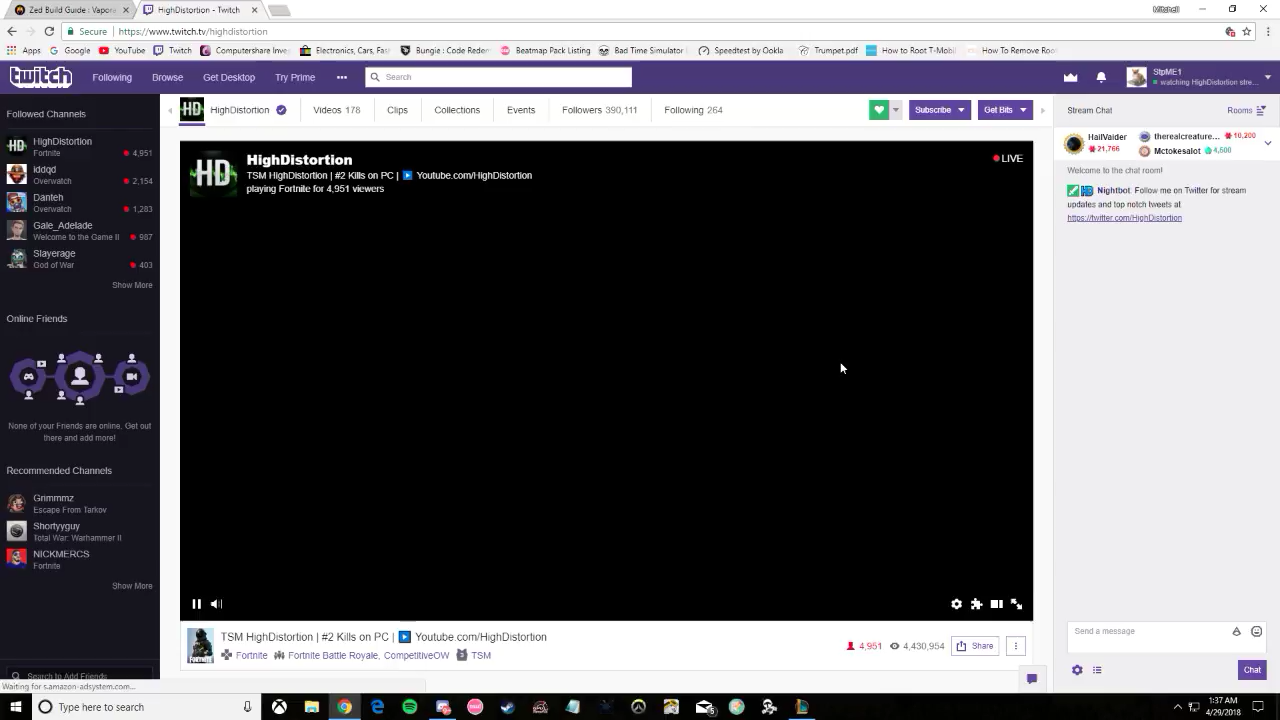 Zed Build Guide : Vapora
HighDistortion - Twitch
Mitchell
Secure
https://www.twitch.tv/highdistortion
Apps
Google
YouTube
Twitch
Computershare Inves
Electronics, Cars, Fash
Bungie : Code Redem
Beatmap Pack Listing
Bad Time Simulator
Speedtest by Ookla
Trumpet.pdf
How to Root T-Mobil
How To Remove Root
twitch
Following
Browse
Get Desktop
Try Prime
Search
StpME1
watching HighDistortion stre...
Followed Channels
HighDistortion
Fortnite
4,951
iddqd
Overwatch
2,154
Danteh
Overwatch
1,283
Gale_Adelade
Welcome to the Game II
987
Slayerage
God of War
403
Show More
Online Friends
None of your Friends are online. Get out
there and add more!
Recommended Channels
Grimmmz
Escape From Tarkov
Shortyyguy
Total War: Warhammer II
NICKMERCS
Fortnite
Show More
Search to Add Friends
Waiting for s.amazon-adsystem.com...
HD
HighDistortion
Videos 178
Clips
Collections
Events
Followers 390,111
Following 264
Subscribe
Get Bits
HD
HighDistortion
TSM HighDistortion | #2 Kills on PC | Youtube.com/HighDistortion
playing Fortnite for 4,951 viewers
LIVE
TSM HighDistortion | #2 Kills on PC | Youtube.com/HighDistortion
Fortnite
Fortnite Battle Royale, CompetitiveOW
TSM
4,951
4,430,954
Share
Stream Chat
Rooms
HailVaider
21,766
therealcreature...
10,200
Mctokesalot
4,600
Welcome to the chat room!
Nightbot: Follow me on Twitter for stream
updates and top notch tweets at
https://twitter.com/HighDistortion
Send a message
Chat
Type here to search
1:37 AM
4/29/2018